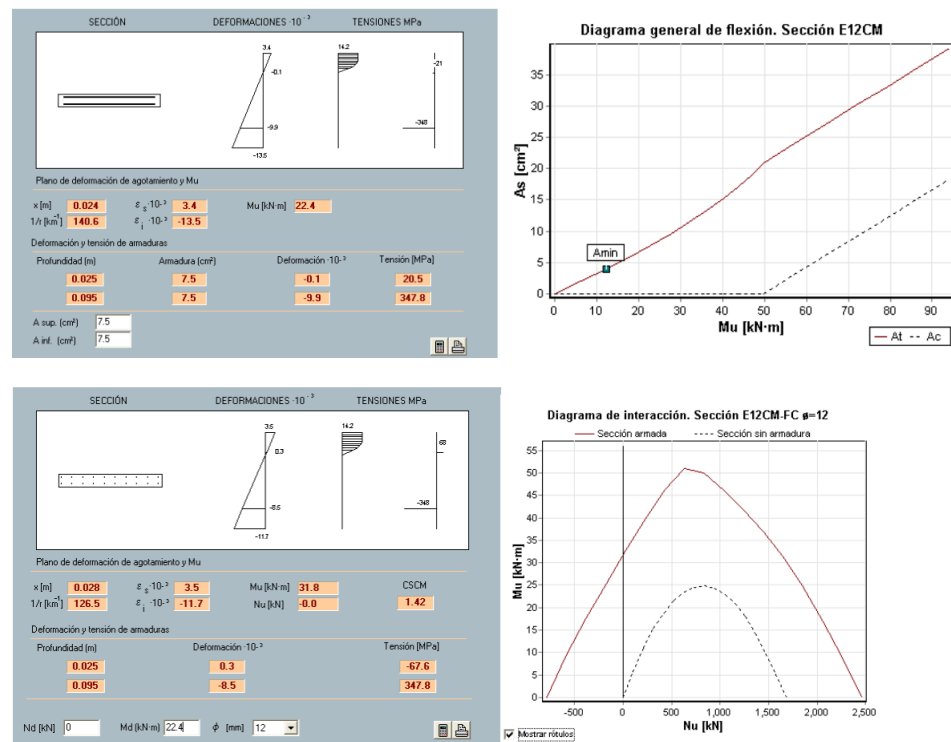 SECCIÓN DEFORMACIONES ·10 -3 TENSIONES MPa
3.4 14.2
-0.1 -21
-9.9 -348
-13.5
Plano de deformación de agotamiento y Mu
x [m] 0.024 ε s ·10-³ 3.4 Mu [kN·m] 22.4
1/r [km-1] 140.6 ε i ·10-³ -13.5
Deformación y tensión de armaduras
Profundidad (m) Armadura (cm²) Deformación ·10-³ Tensión [MPa]
0.025 7.5 -0.1 20.5
0.095 7.5 -9.9 347.8
A sup. (cm²) 7.5
A inf. (cm²) 7.5
Diagrama general de flexión. Sección E12CM
As [cm²]
35
30
25
20
15
10
5
0
Amin
0 10 20 30 40 50 60 70 80 90
Mu [kN·m]
At Ac
SECCIÓN DEFORMACIONES ·10 -3 TENSIONES MPa
3.5 14.2
0.3 68
-8.5 -348
-11.7
Plano de deformación de agotamiento y Mu
x [m] 0.028 ε s ·10-³ 3.5 Mu [kN·m] 31.8 CSCM
1/r [km-1] 126.5 ε i ·10-³ -11.7 Nu [kN] -0.0 1.42
Deformación y tensión de armaduras
Profundidad (m) Deformación ·10-³ Tensión [MPa]
0.025 0.3 -67.6
0.095 -8.5 347.8
Nd [kN] 0 Md (kN·m) 22.4 ϕ [mm] 12
Diagrama de interacción. Sección E12CM-FC ø=12
Sección armada Sección sin armadura
Mu [kN·m]
55
50
45
40
35
30
25
20
15
10
5
0
-500 0 500 1,000 1,500 2,000 2,500
Nu [kN]
Mostrar rótulos